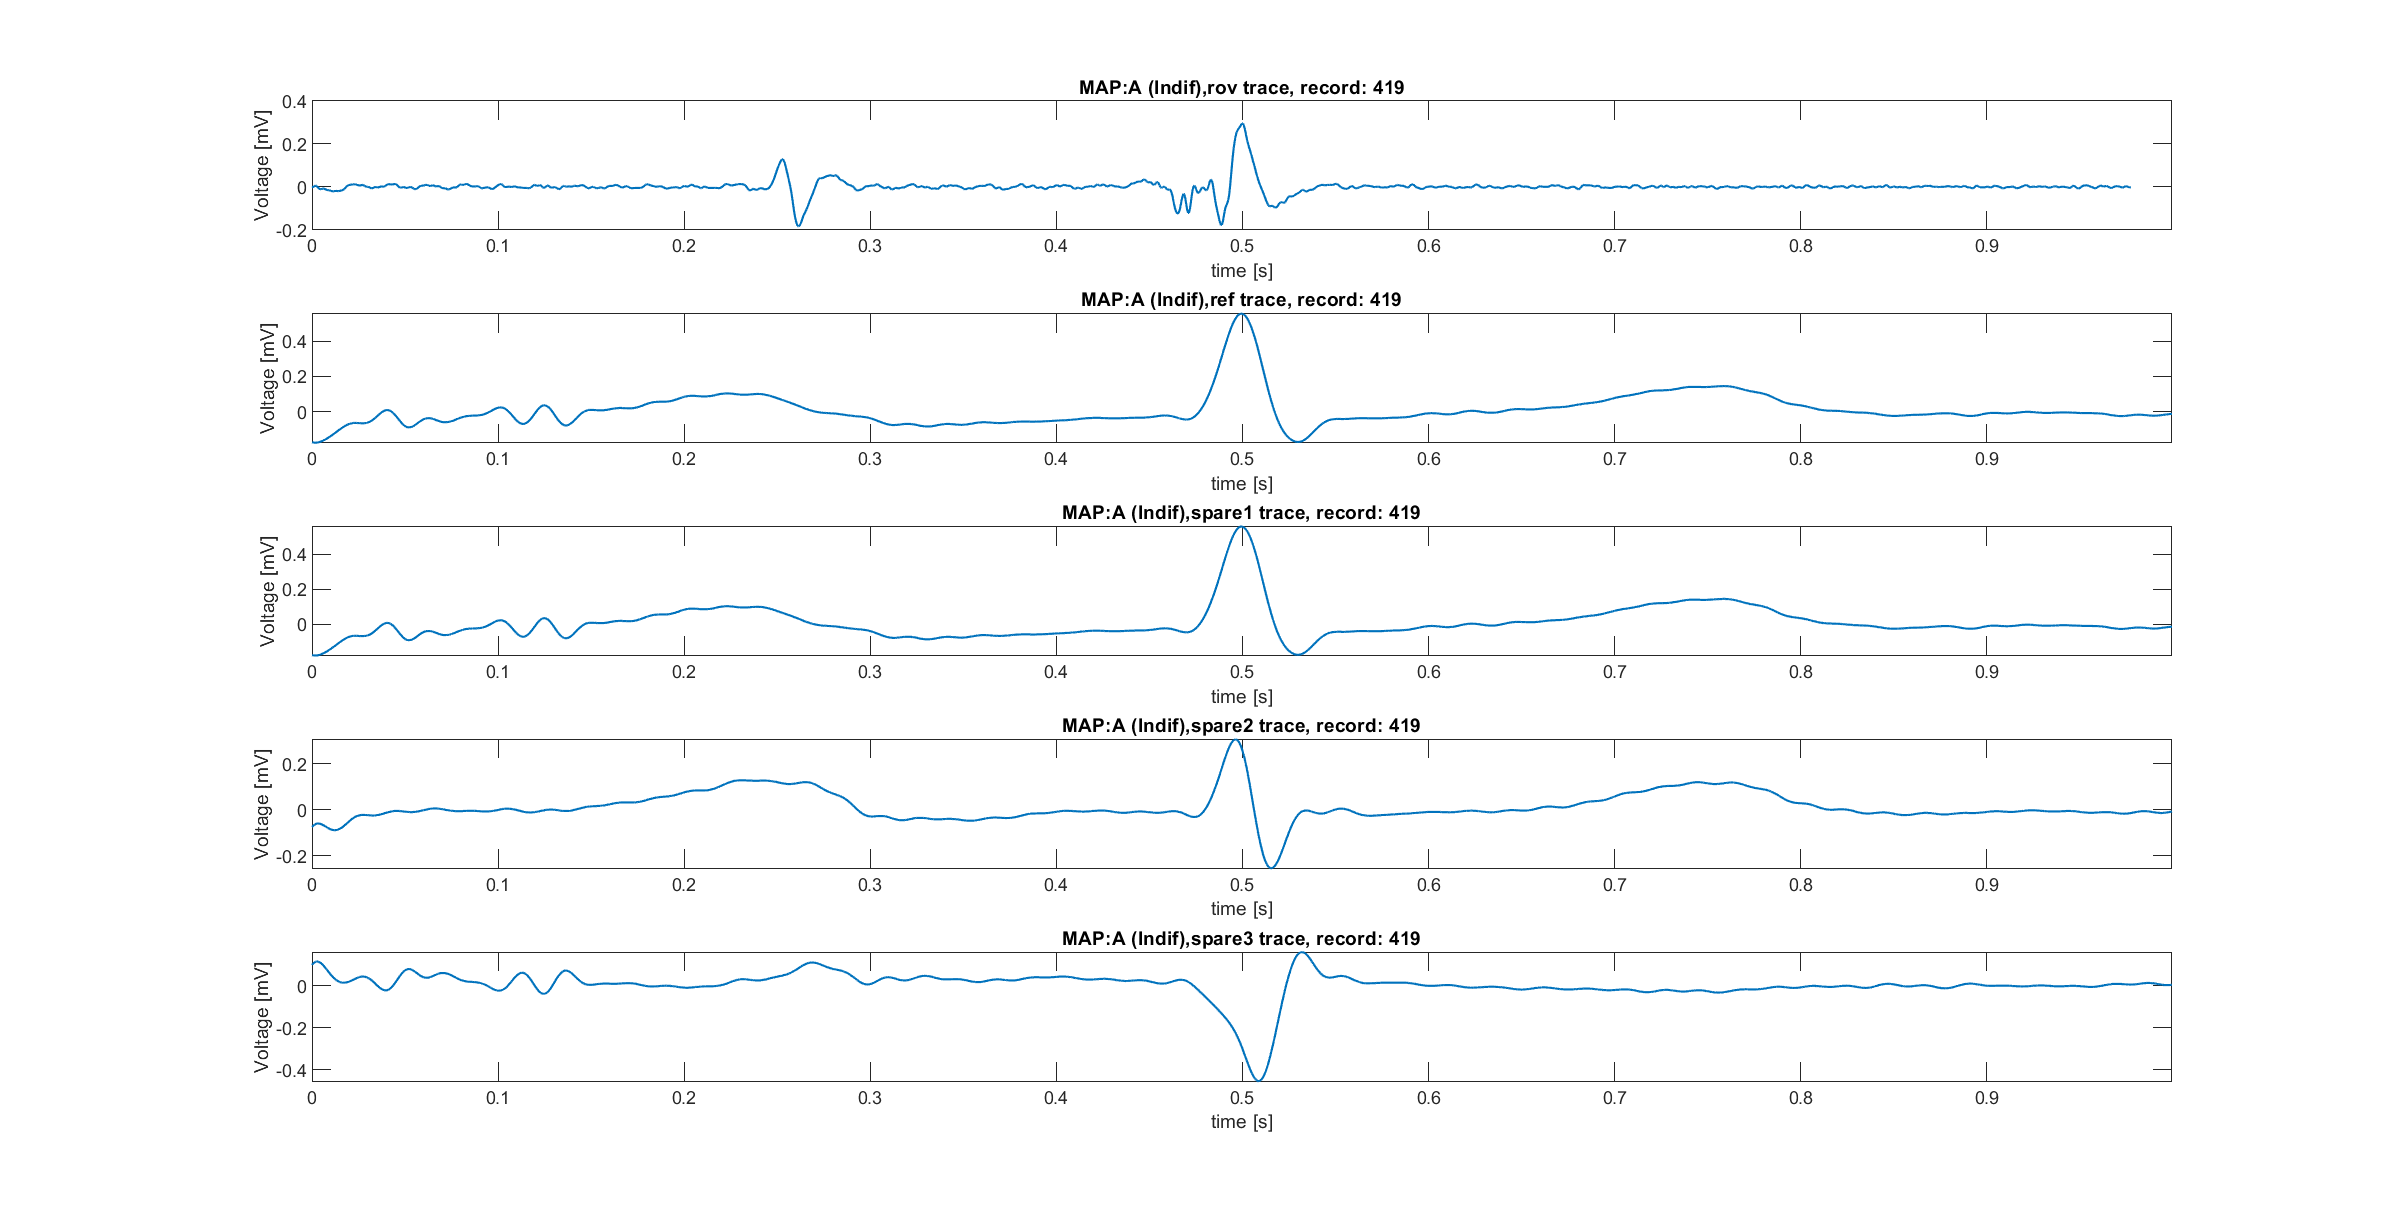 MAP:A (Indif),rov trace, record: 419
Voltage [mV]
0.4
0.2
0
-0.2
0 0.1 0.2 0.3 0.4 0.5 0.6 0.7 0.8 0.9
time [s]
MAP:A (Indif),ref trace, record: 419
Voltage [mV]
0.4
0.2
0
0 0.1 0.2 0.3 0.4 0.5 0.6 0.7 0.8 0.9
time [s]
MAP:A (Indif),spare1 trace, record: 419
Voltage [mV]
0.4
0.2
0
0 0.1 0.2 0.3 0.4 0.5 0.6 0.7 0.8 0.9
time [s]
MAP:A (Indif),spare2 trace, record: 419
Voltage [mV]
0.2
0
-0.2
0 0.1 0.2 0.3 0.4 0.5 0.6 0.7 0.8 0.9
time [s]
MAP:A (Indif),spare3 trace, record: 419
Voltage [mV]
0
-0.2
-0.4
0 0.1 0.2 0.3 0.4 0.5 0.6 0.7 0.8 0.9
time [s]